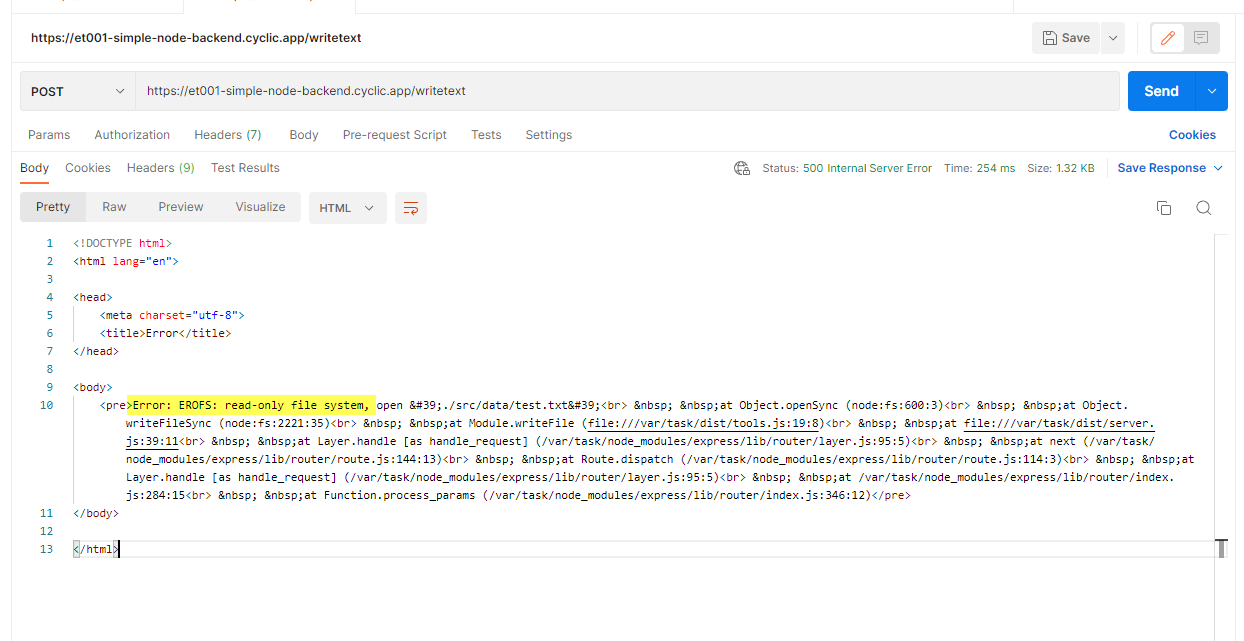 https://et001-simple-node-backend.cyclic.app/writetext
Save
POST
https://et001-simple-node-backend.cyclic.app/writetext
Send
Params Authorization Headers (7) Body Pre-request Script Tests Settings
Cookies
Body Cookies Headers (9) Test Results
Status: 500 Internal Server Error Time: 254 ms Size: 1.32 KB
Save Response
Pretty Raw Preview Visualize HTML
1 <!DOCTYPE html>
2 <html lang="en">
3
4 <head>
5 <meta charset="utf-8">
6 <title>Error</title>
7 </head>
8
9 <body>
10 <pre>Error: EROFS: read-only file system, open &#39;./src/data/test.txt&#39;<br> &nbsp; &nbsp;at Object.openSync (node:fs:600:3)<br> &nbsp; &nbsp;at Object.
writeFileSync (node:fs:2221:35)<br> &nbsp; &nbsp;at Module.writeFile (file:///var/task/dist/tools.js:19:8)<br> &nbsp; &nbsp;at file:///var/task/dist/server.
js:39:11<br> &nbsp; &nbsp;at Layer.handle [as handle_request] (/var/task/node_modules/express/lib/router/layer.js:95:5)<br> &nbsp; &nbsp;at next (/var/task/
node_modules/express/lib/router/route.js:144:13)<br> &nbsp; &nbsp;at Route.dispatch (/var/task/node_modules/express/lib/router/route.js:114:3)<br> &nbsp; &nbsp;at
Layer.handle [as handle_request] (/var/task/node_modules/express/lib/router/layer.js:95:5)<br> &nbsp; &nbsp;at /var/task/node_modules/express/lib/router/index.
js:284:15<br> &nbsp; &nbsp;at Function.process_params (/var/task/node_modules/express/lib/router/index.js:346:12)</pre>
11 </body>
12
13 </html>